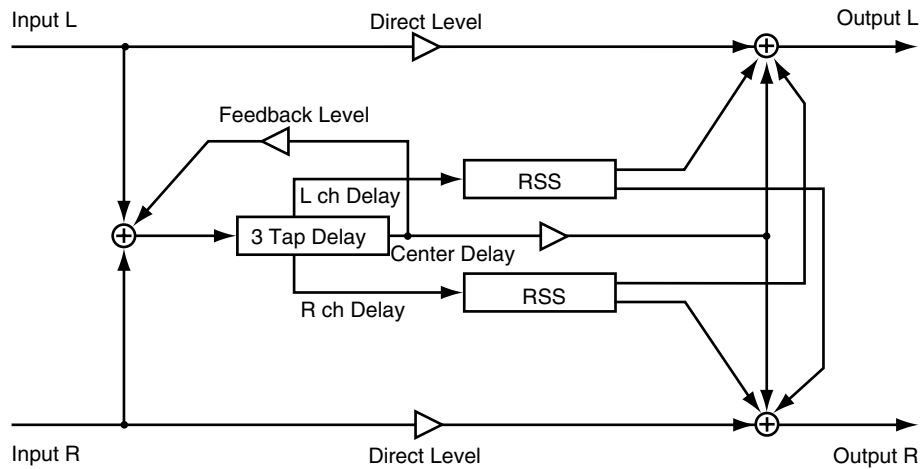 Input L
Direct Level
Output L
Feedback Level
L ch Delay
RSS
3 Tap Delay
Center Delay
R ch Delay
RSS
Input R
Direct Level
Output R